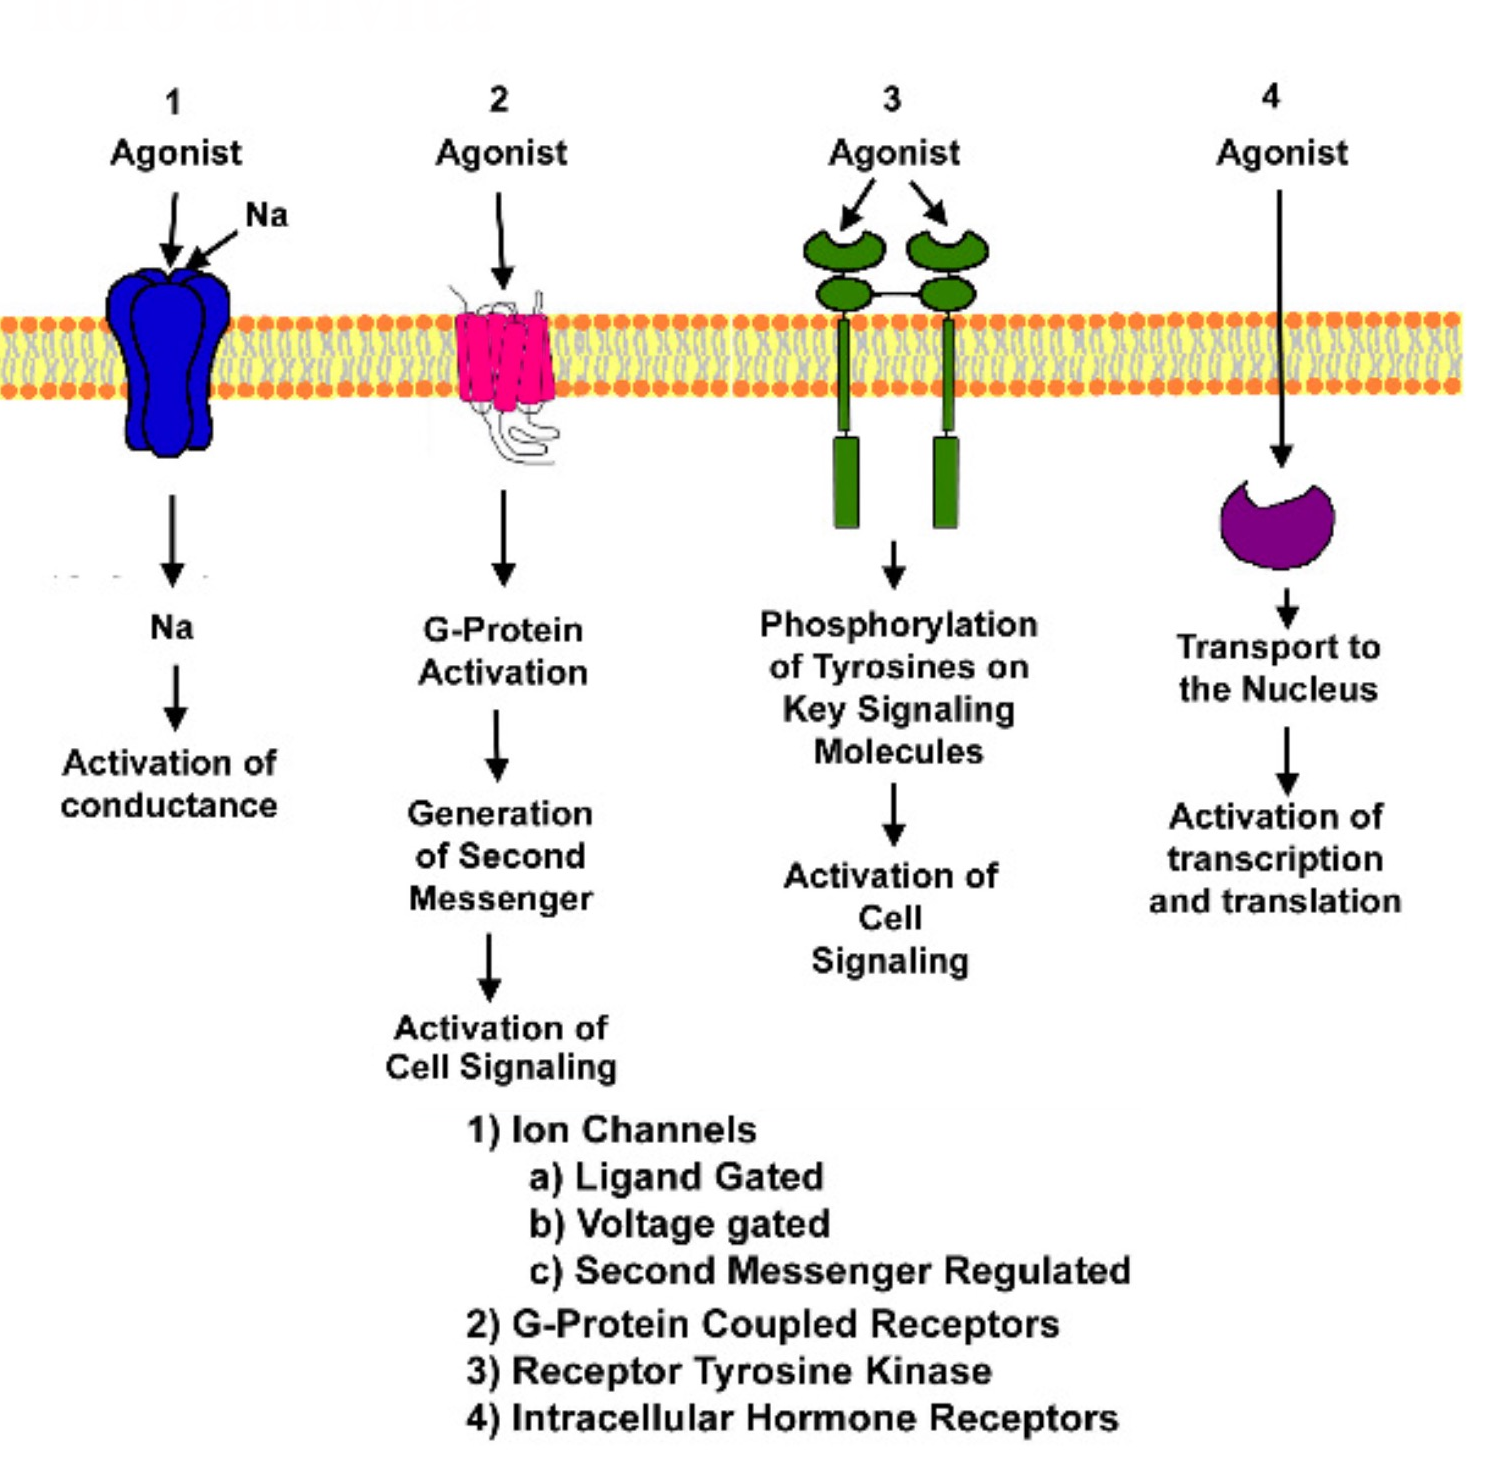 1
Agonist
Na
Na
Activation of
conductance
2
Agonist
G-Protein
Activation
Generation
of Second
Messenger
Activation of
Cell Signaling
3
Agonist
Phosphorylation
of Tyrosines on
Key Signaling
Molecules
Activation of
Cell
Signaling
4
Agonist
Transport to
the Nucleus
Activation of
transcription
and translation
1) Ion Channels
a) Ligand Gated
b) Voltage gated
c) Second Messenger Regulated
2) G-Protein Coupled Receptors
3) Receptor Tyrosine Kinase
4) Intracellular Hormone Receptors